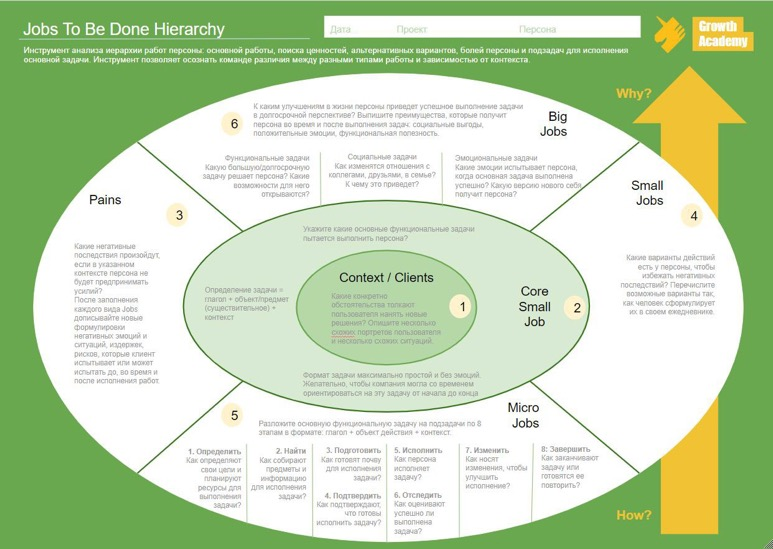 Jobs To Be Done Hierarchy
Дата
Проект
Персона
Growth
Academy
Инструмент анализа иерархии работ персоны: основной работы, поиска ценностей, альтернативных вариантов, болей персоны и подзадач для исполнения
основной задачи. Инструмент позволяет осознать команде различия между разными типами работы и зависимостью от контекста.
Why?
6
К каким улучшениям в жизни персоны приведет успешное выполнение задачи
в долгосрочной перспективе? Выпишите преимущества, которые получит
персона во время и после выполнения задач: социальные выгоды,
положительные эмоции, функциональная полезность.
Big
Jobs
Функциональные задачи
Какую большую/долгосрочную
задачу решает персона? Какие
возможности для него
открываются?
Социальные задачи
Как изменятся отношения с
коллегами, друзьями, в семье?
К чему это приведет?
Эмоциональные задачи
Какие эмоции испытывает персона,
когда основная задача выполнена
успешно? Какую версию нового себя
получит персона?
Pains
3
Какие негативные
последствия произойдут,
если в указанном
контексте персона не
будет предпринимать
усилий?
После заполнения
каждого вида Jobs
дописывайте новые
формулировки
негативных эмоций и
ситуаций, издержек,
рисков, которые клиент
испытывает или может
испытать до, во время и
после исполнения работ.
Small
Jobs
4
Какие варианты действий
есть у персоны, чтобы
избежать негативных
последствий? Перечислите
возможные варианты так,
как человек сформулирует
их в своем ежедневнике.
Укажите какие основные функциональные задачи
пытается выполнить персона?
Определение задачи =
глагол + объект/предмет
(существительное) +
контекст
Context / Clients
1
Какие конкретно
обстоятельства толкают
пользователя нанять новые
решения? Опишите несколько
схожих портретов пользователя
и несколько схожих ситуаций.
Core
Small
Job
2
Формат задачи максимально простой и без эмоций.
Желательно, чтобы компания могла со временем
ориентироваться на эту задачу от начала до конца
5
Micro
Jobs
Разложите основную функциональную задачу на подзадачи по 8
этапам в формате: глагол + объект действия + контекст.
1. Определить
Как определяют
свои цели и
планируют
ресурсы для
выполнения
задачи?
2. Найти
Как собирают
предметы и
информацию
для исполнения
задачи?
3. Подготовить
Как готовят почву
для исполнения
задачи?
4. Подтвердить
Как подтверждают,
что готовы
исполнить задачу?
5. Исполнить
Как персона
исполняет
задачу?
6. Отследить
Как оценивают
успешно ли
выполнена
задача?
7. Изменить
Как носят
изменения, чтобы
улучшить
исполнение?
8: Завершить
Как заканчивают
задачу или
готовятся ее
повторить?
How?